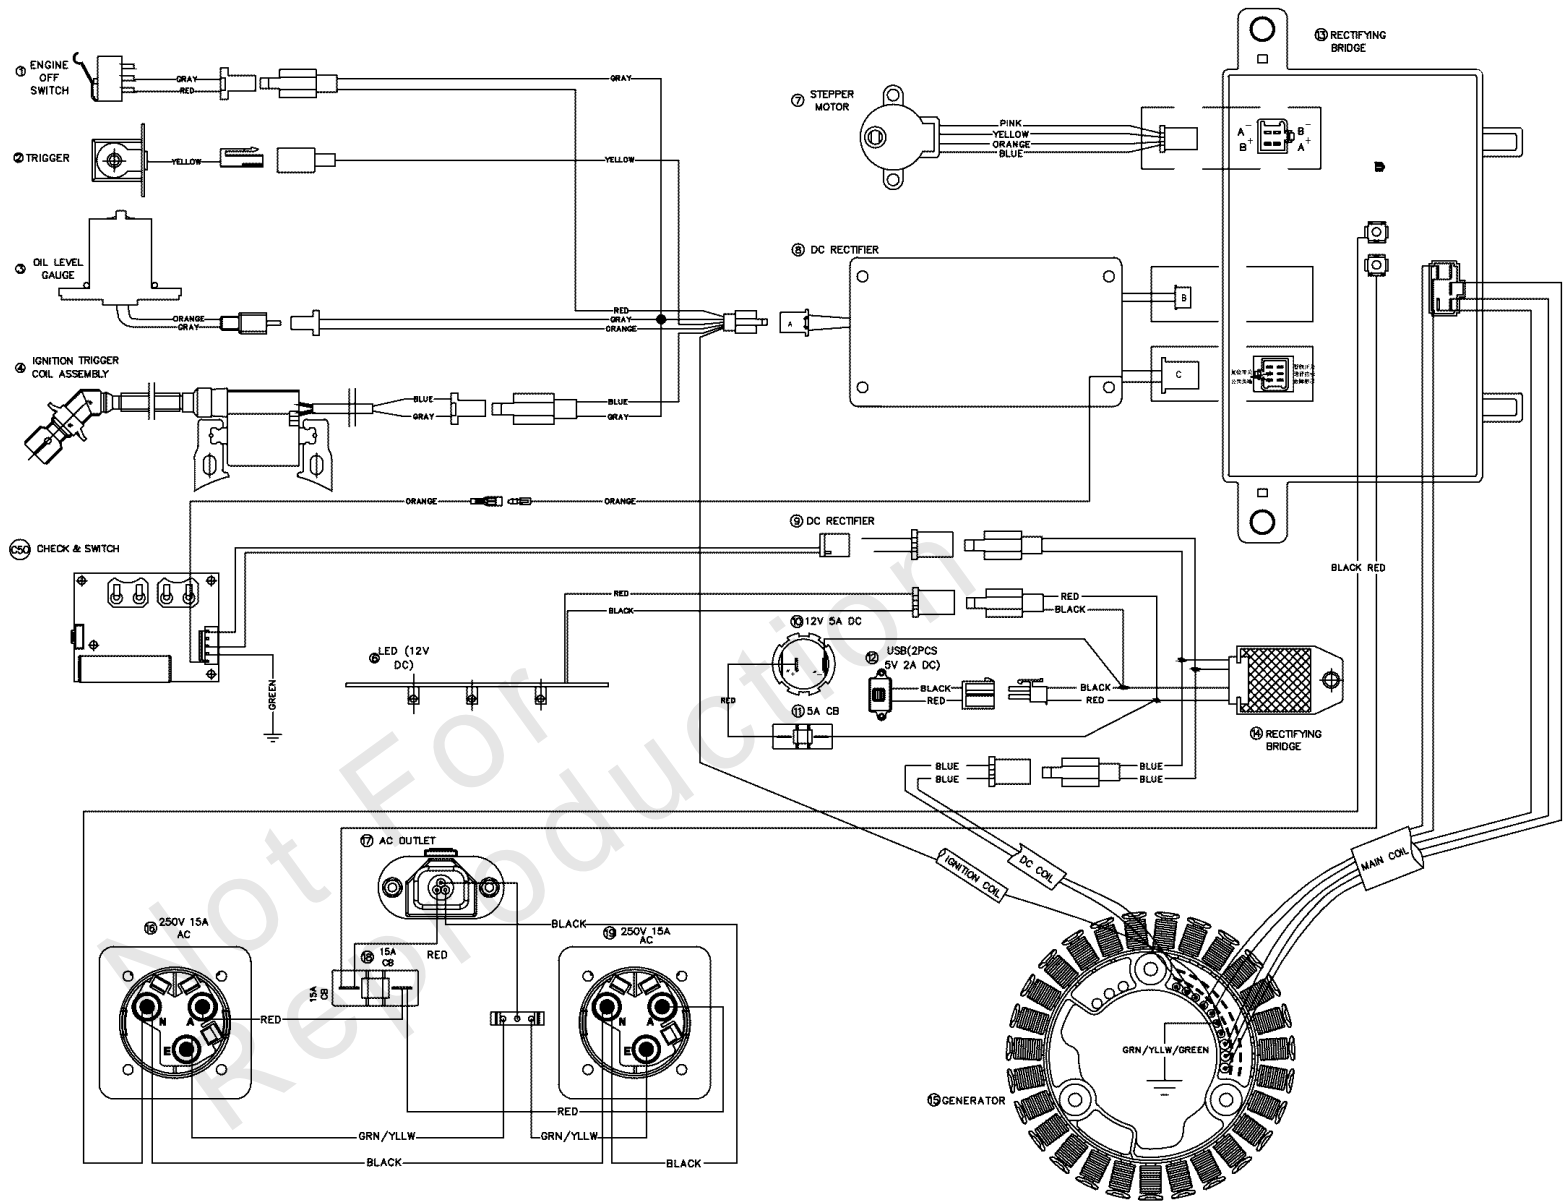 ① ENGINE
OFF
SWITCH
GRAY
RED
GRAY
② TRIGGER
YELLOW
YELLOW
③ OIL LEVEL
GAUGE
ORANGE
GRAY
RED
GRAY
ORANGE
④ IGNITION TRIGGER
COIL ASSEMBLY
BLUE
GRAY
BLUE
GRAY
ORANGE
ORANGE
C50 CHECK & SWITCH
GREEN
⑥ LED (12V
DC)
RED
BLACK
⑦ STEPPER
MOTOR
PINK
YELLOW
ORANGE
BLUE
A -
B +
B -
A +
⑬ RECTIFYING
BRIDGE
⑧ DC RECTIFIER
A
B
C
BLACK RED
⑨ DC RECTIFIER
RED
BLACK
⑩ 12V 5A DC
+
-
RED
⑪ 5A CB
⑫ USB(2PCS
5V 2A DC)
BLACK
RED
BLACK
RED
⑭ RECTIFYING
BRIDGE
BLUE
BLUE
BLUE
BLUE
IGNITION COIL
DC COIL
MAIN COIL
⑰ AC OUTLET
BLACK
RED
⑯ 250V 15A
AC
N
A
E
⑱ 15A
CB
15A
CB
RED
⑲ 250V 15A
AC
N
A
E
RED
GRN/YLLW
GRN/YLLW
BLACK
BLACK
GRN/YLLW/GREEN
⑮ GENERATOR
Not For
Reproduction